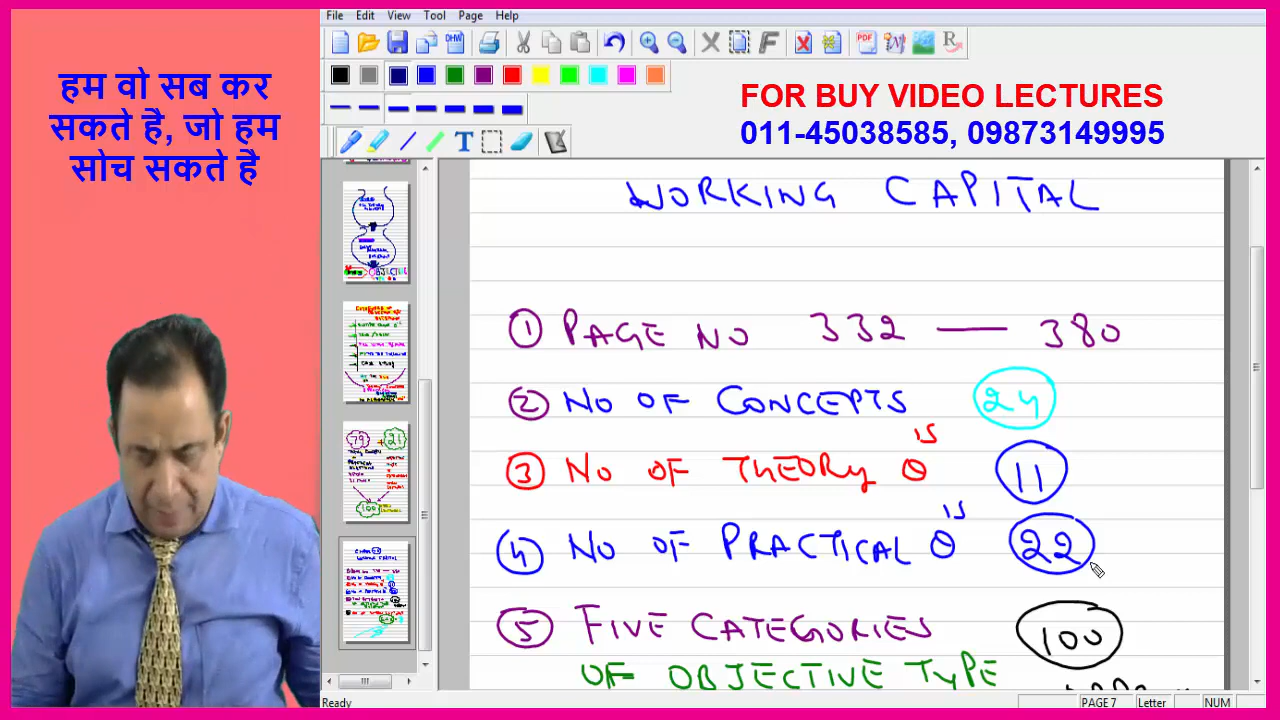 हम वो सब कर
सकते है, जो हम
सोच सकते है
File Edit View Tool Page Help
FOR BUY VIDEO LECTURES
011-45038585, 09873149995
WORKING CAPITAL
① PAGE NO 332 — 380
② NO OF CONCEPTS 24
③ NO OF THEORY Q IS 11
④ NO OF PRACTICAL Q IS 22
⑤ FIVE CATEGORIES 100
OF OBJECTIVE TYPE
Ready PAGE 7 Letter NUM